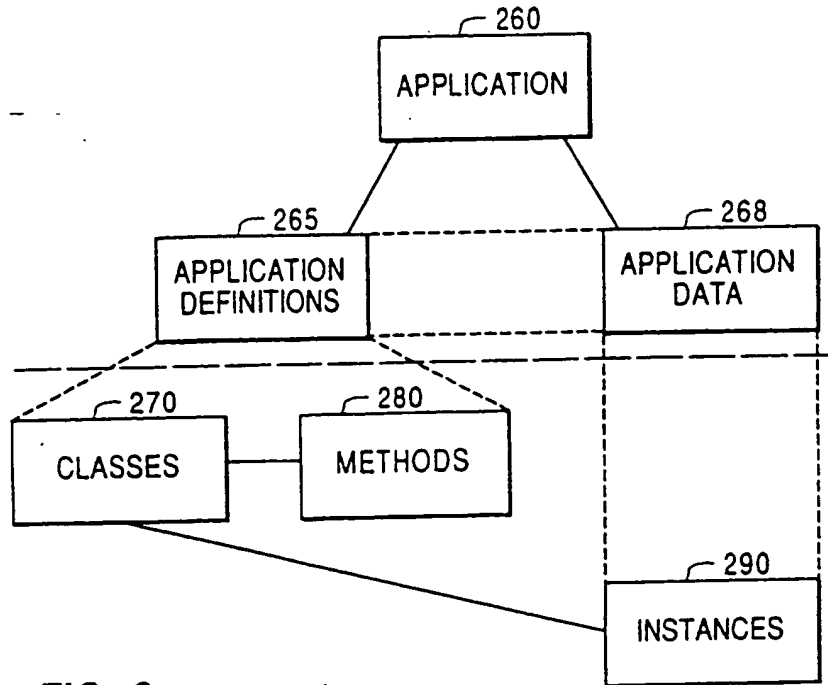 260
APPLICATION
265
APPLICATION
DEFINITIONS
268
APPLICATION
DATA
270
CLASSES
280
METHODS
290
INSTANCES